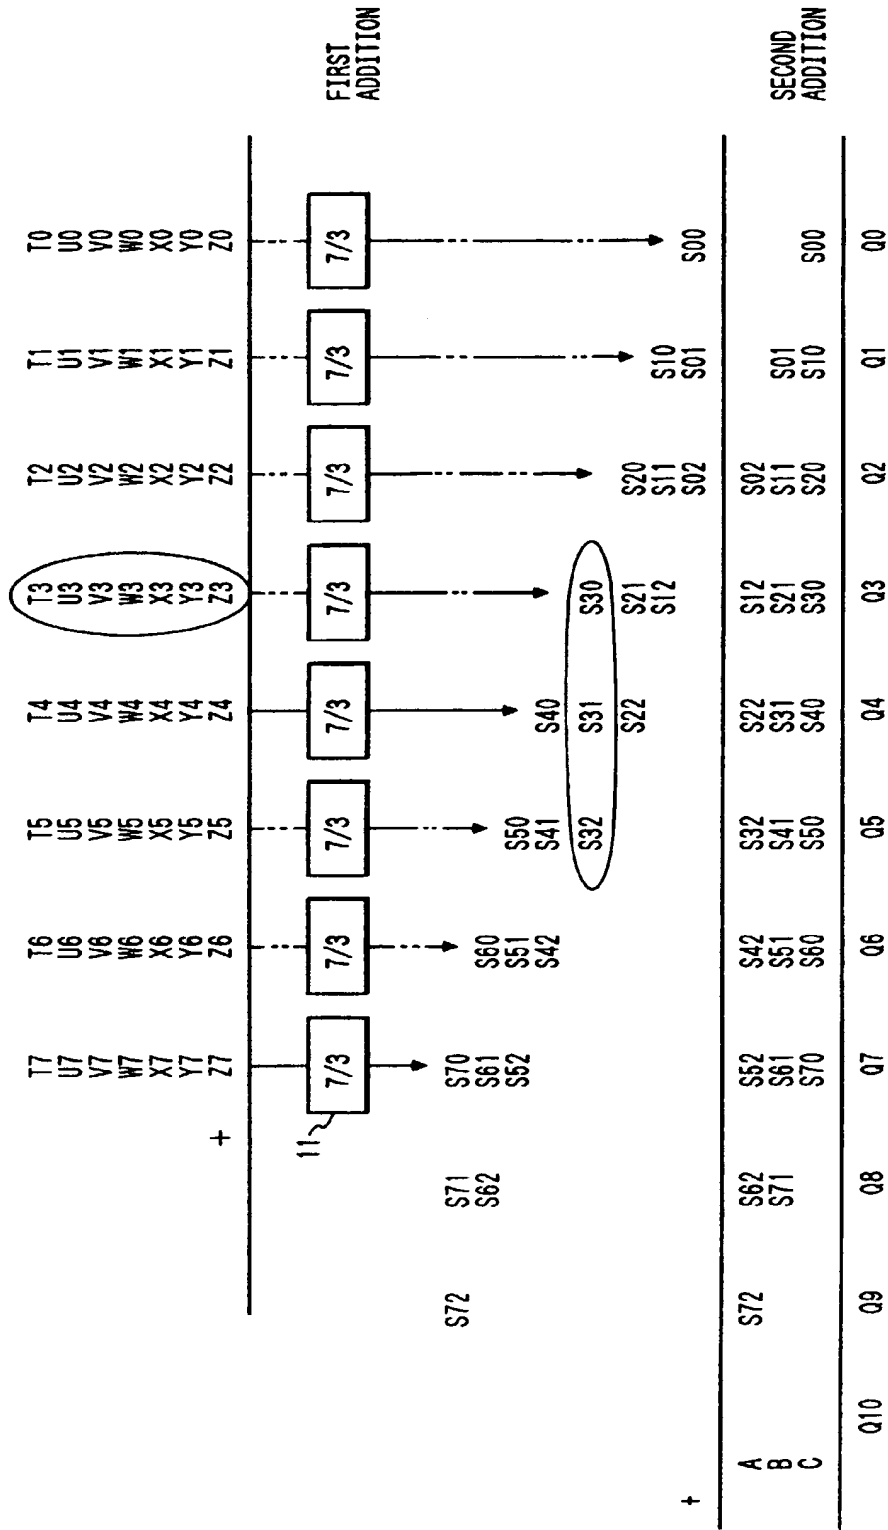 T7 T6 T5 T4 T3 T2 T1 T0
U7 U6 U5 U4 U3 U2 U1 U0
V7 V6 V5 V4 V3 V2 V1 V0
W7 W6 W5 W4 W3 W2 W1 W0
X7 X6 X5 X4 X3 X2 X1 X0
Y7 Y6 Y5 Y4 Y3 Y2 Y1 Y0
+ Z7 Z6 Z5 Z4 Z3 Z2 Z1 Z0
11
7/3 7/3 7/3 7/3 7/3 7/3 7/3 7/3
FIRST
ADDITION
S72 S71 S70
S62 S61 S60
S52 S51 S50
S42 S41 S40
S32 S31 S30
S22 S21 S20
S12 S11 S10
+ S02 S01 S00
A S72 S62 S52 S42 S32 S22 S12 S02
B S71 S61 S51 S41 S31 S21 S11 S01
C S70 S60 S50 S40 S30 S20 S10 S00
SECOND
ADDITION
Q10 Q9 Q8 Q7 Q6 Q5 Q4 Q3 Q2 Q1 Q0